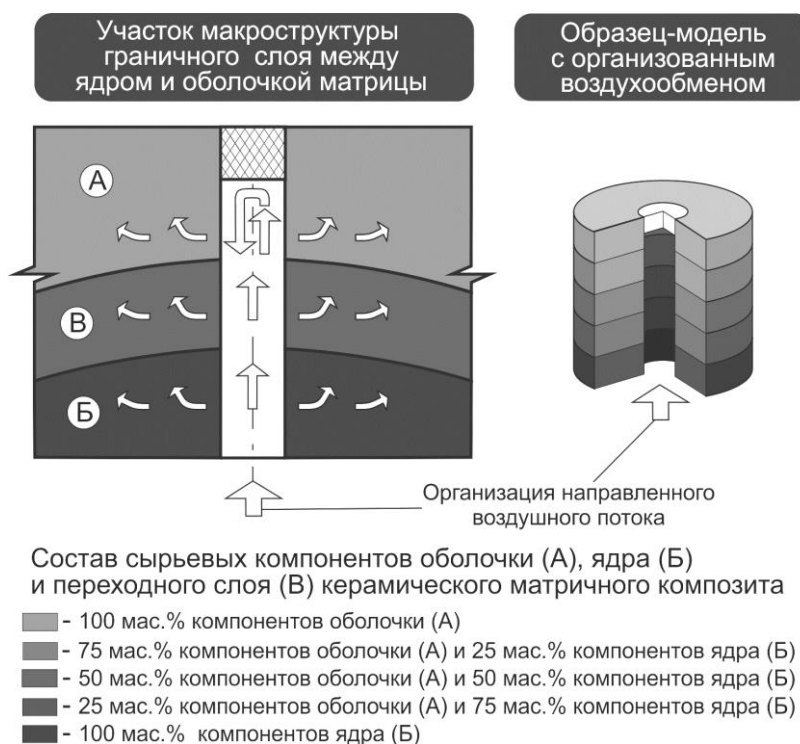 Участок макроструктуры
граничного слоя между
ядром и оболочкой матрицы
Образец-модель
с организованным
воздухообменом
А
В
Б
Организация направленного
воздушного потока
Состав сырьевых компонентов оболочки (А), ядра (Б)
и переходного слоя (В) керамического матричного композита
- 100 мас.% компонентов оболочки (А)
- 75 мас.% компонентов оболочки (А) и 25 мас.% компонентов ядра (Б)
- 50 мас.% компонентов оболочки (А) и 50 мас.% компонентов ядра (Б)
- 25 мас.% компонентов оболочки (А) и 75 мас.% компонентов ядра (Б)
- 100 мас.% компонентов ядра (Б)